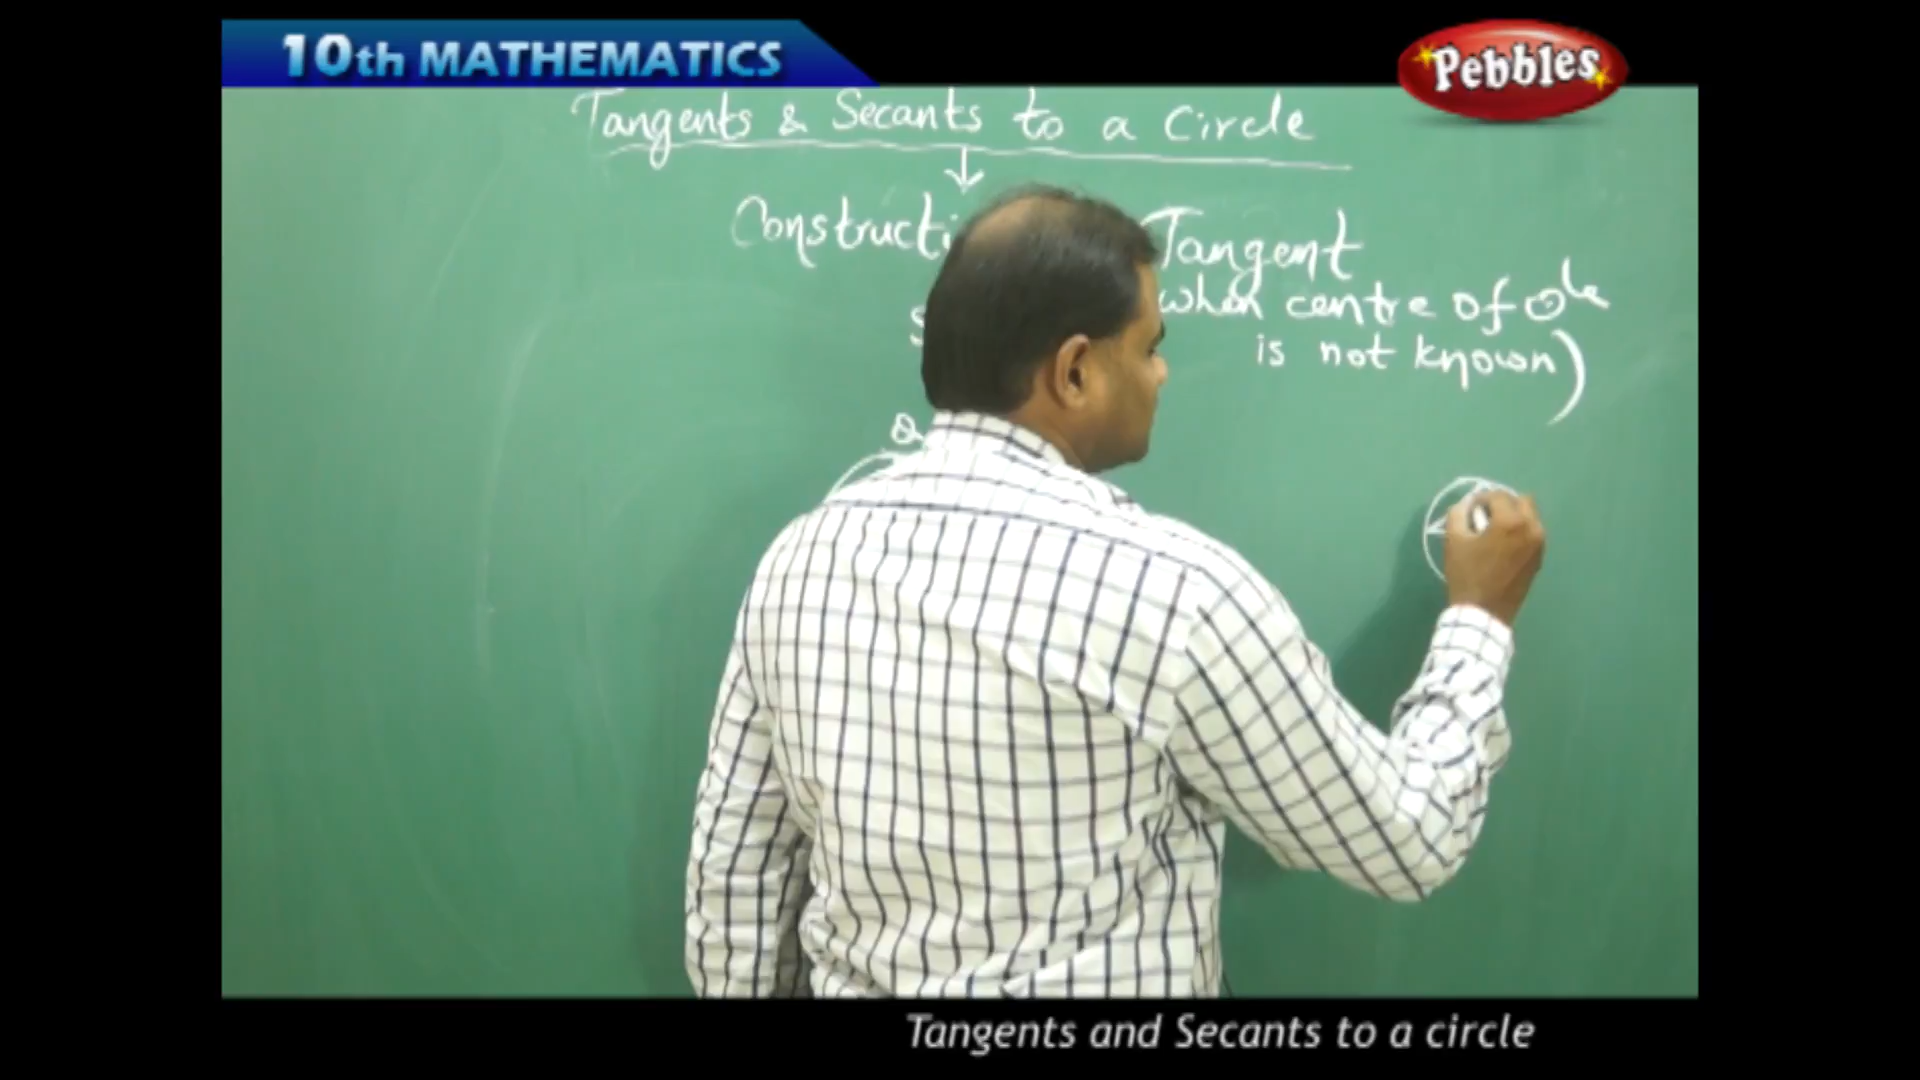 10th MATHEMATICS
Pebbles
Tangents & Secants to a Circle
Tangent
when centre of
is not known)
Q
Tangents and Secants to a circle